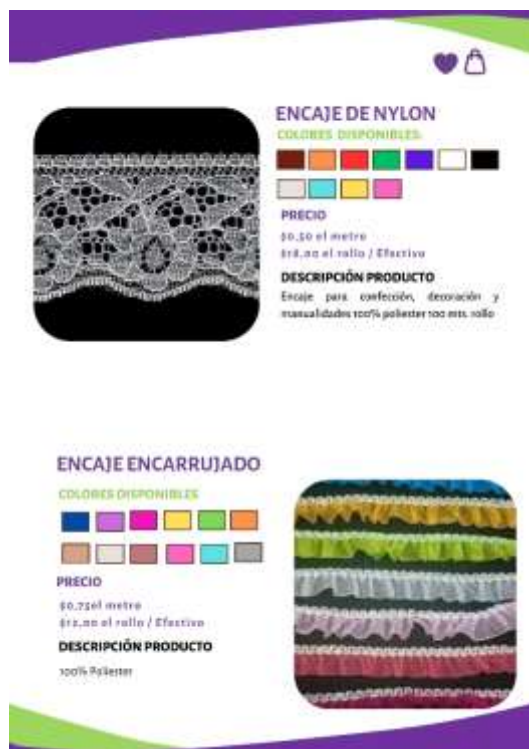 ENCAJE DE NYLON
COLORES DISPONIBLES:
PRECIO
$0,50 el metro
$18,00 el rollo / Efectivo
DESCRIPCIÓN PRODUCTO
Encaje para confección, decoración y
manualidades 100% poliester 100 mts. rollo
ENCAJE ENCARRUJADO
COLORES DISPONIBLES
PRECIO
$0,75el metro
$12,00 el rollo / Efectivo
DESCRIPCIÓN PRODUCTO
100% Poliester